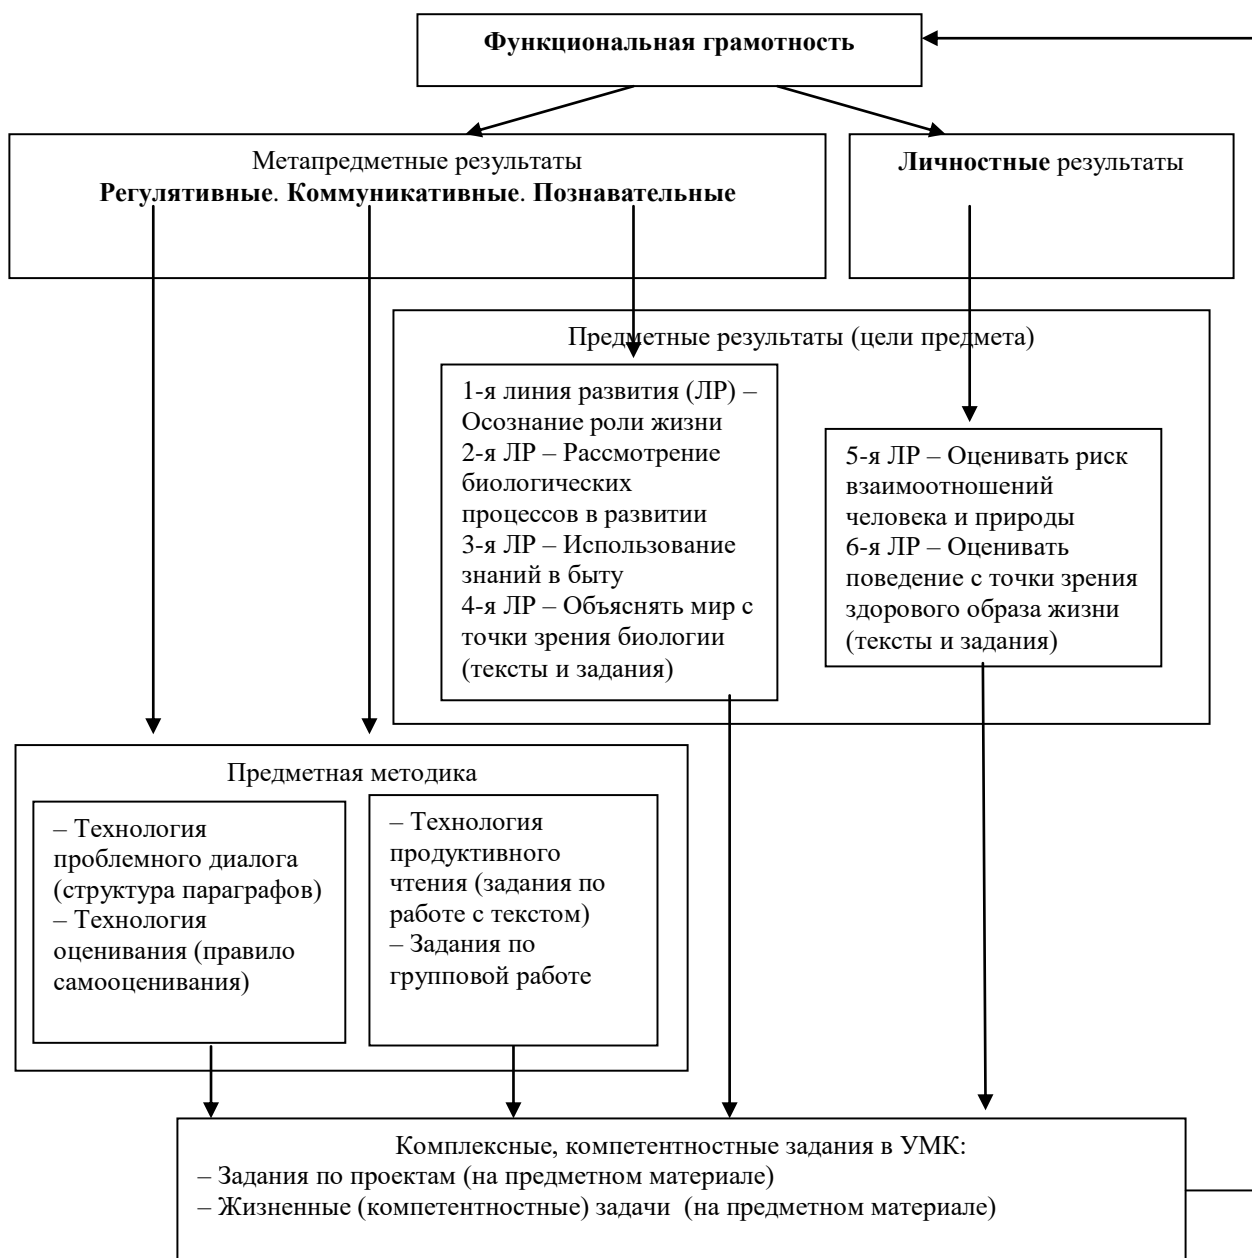 Функциональная грамотность
Метапредметные результаты
Регулятивные. Коммуникативные. Познавательные
Личностные результаты
Предметные результаты (цели предмета)
1-я линия развития (ЛР) –
Осознание роли жизни
2-я ЛР – Рассмотрение
биологических
процессов в развитии
3-я ЛР – Использование
знаний в быту
4-я ЛР – Объяснять мир с
точки зрения биологии
(тексты и задания)
5-я ЛР – Оценивать риск
взаимоотношений
человека и природы
6-я ЛР – Оценивать
поведение с точки зрения
здорового образа жизни
(тексты и задания)
Предметная методика
– Технология
проблемного диалога
(структура параграфов)
– Технология
оценивания (правило
самооценивания)
– Технология
продуктивного
чтения (задания по
работе с текстом)
– Задания по
групповой работе
Комплексные, компетентностные задания в УМК:
– Задания по проектам (на предметном материале)
– Жизненные (компетентностные) задачи  (на предметном материале)